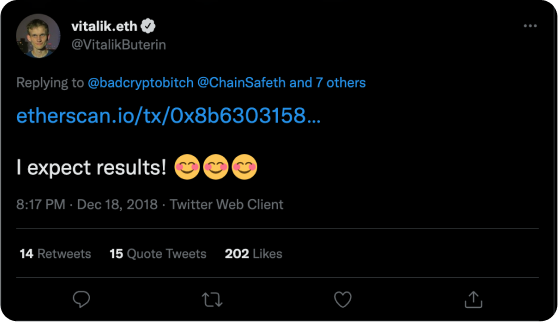 vitalik.eth
@VitalikButerin
Replying to @badcryptobitch @ChainSafeth and 7 others
etherscan.io/tx/0x8b6303158...
I expect results! 😊😊😊
8:17 PM · Dec 18, 2018 · Twitter Web Client
14 Retweets 15 Quote Tweets 202 Likes